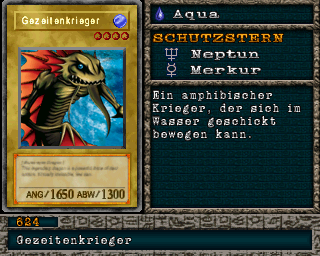 Gezeitenkrieger
ANG/1650 ABW/1300
Aqua
SCHUTZSTERN
Neptun
Merkur
Ein amphibischer
Krieger, der sich im
Wasser geschickt
bewegen kann.
624
Gezeitenkrieger